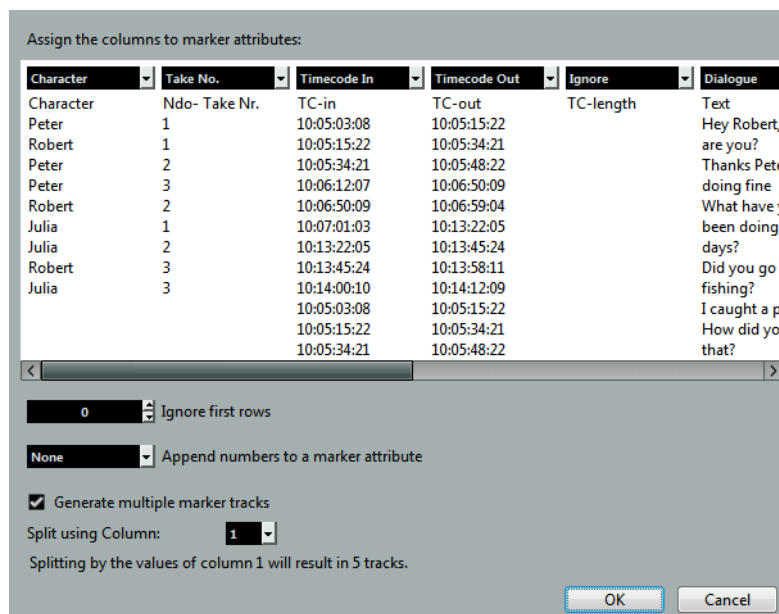 Assign the columns to marker attributes:
Character Take No. Timecode In Timecode Out Ignore Dialogue
Character Ndo- Take Nr. TC-in TC-out TC-length Text
Peter 1 10:05:03:08 10:05:15:22 Hey Robert,
Robert 1 10:05:15:22 10:05:34:21 are you?
Peter 2 10:05:34:21 10:05:48:22 Thanks Pete
Peter 3 10:06:12:07 10:06:50:09 doing fine
Robert 2 10:06:50:09 10:06:59:04 What have y
Julia 1 10:07:01:03 10:13:22:05 been doing
Julia 2 10:13:22:05 10:13:45:24 days?
Robert 3 10:13:45:24 10:13:58:11 Did you go
Julia 3 10:14:00:10 10:14:12:09 fishing?
10:05:03:08 10:05:15:22 I caught a p
10:05:15:22 10:05:34:21 How did yo
10:05:34:21 10:05:48:22 that?
0 Ignore first rows
None Append numbers to a marker attribute
Generate multiple marker tracks
Split using Column: 1
Splitting by the values of column 1 will result in 5 tracks.
OK Cancel